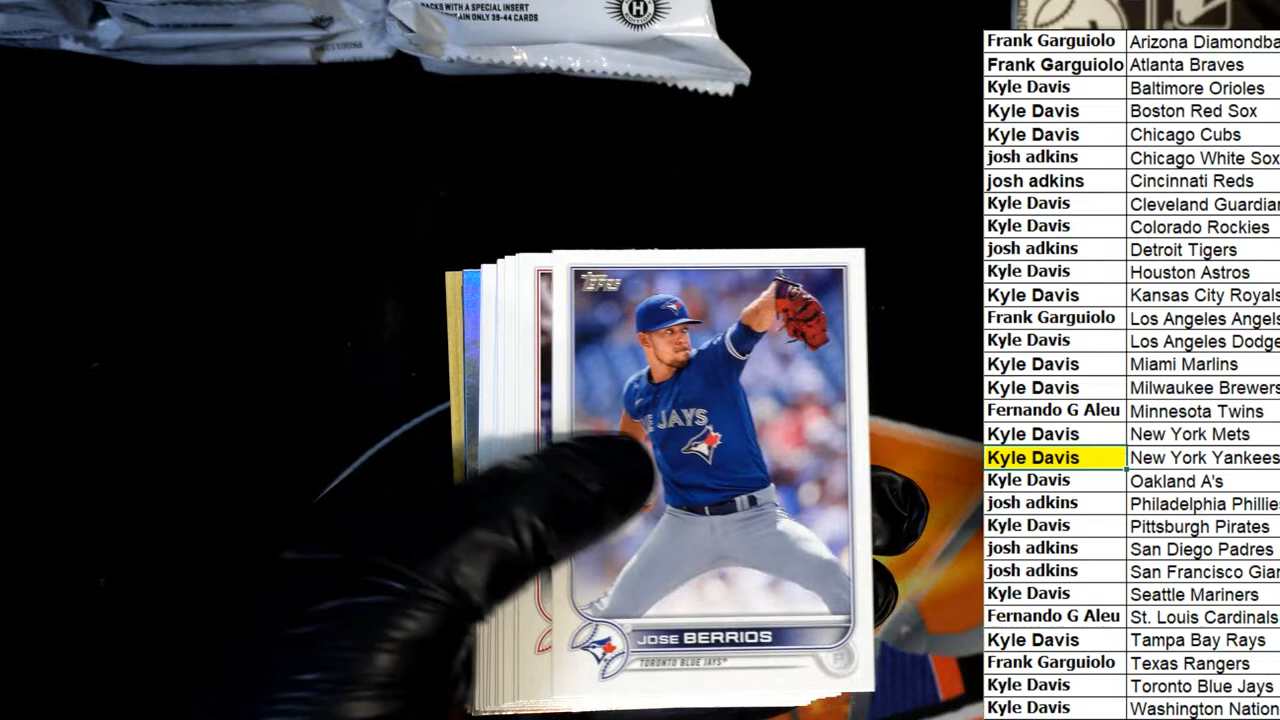 PACKS WITH A SPECIAL INSERT
TAIN ONLY 39-44 CARDS
H
Topps
JAYS
JOSE BERRIOS
TORONTO BLUE JAYS
P
Frank Garguiolo Arizona Diamondba
Frank Garguiolo Atlanta Braves
Kyle Davis Baltimore Orioles
Kyle Davis Boston Red Sox
Kyle Davis Chicago Cubs
josh adkins Chicago White Sox
josh adkins Cincinnati Reds
Kyle Davis Cleveland Guardian
Kyle Davis Colorado Rockies
josh adkins Detroit Tigers
Kyle Davis Houston Astros
Kyle Davis Kansas City Royals
Frank Garguiolo Los Angeles Angels
Kyle Davis Los Angeles Dodge
Kyle Davis Miami Marlins
Kyle Davis Milwaukee Brewers
Fernando G Aleu Minnesota Twins
Kyle Davis New York Mets
Kyle Davis New York Yankees
Kyle Davis Oakland A's
josh adkins Philadelphia Phillie
Kyle Davis Pittsburgh Pirates
josh adkins San Diego Padres
josh adkins San Francisco Gian
Kyle Davis Seattle Mariners
Fernando G Aleu St. Louis Cardinals
Kyle Davis Tampa Bay Rays
Frank Garguiolo Texas Rangers
Kyle Davis Toronto Blue Jays
Kyle Davis Washington Nation